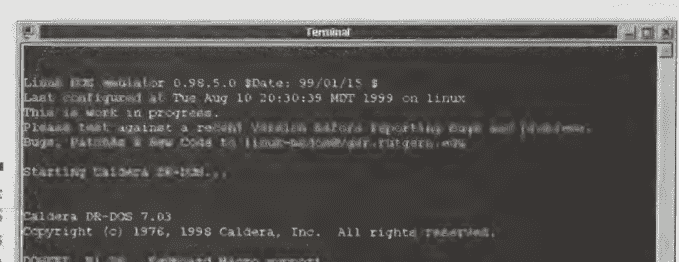 Terminal
Linux DOS emulator 0.98.5.0 $Date: 99/01/15 $
Last configured at Tue Aug 10 20:30:39 MDT 1999 on linux
This is work in progress.
Please test against a recent version before reporting bugs and problems.
Bugs, Patches & New Code to linux-msdos@
Starting Caldera DR-DOS...
Caldera DR-DOS 7.03
Copyright (c) 1976, 1998 Caldera, Inc. All rights reserved.